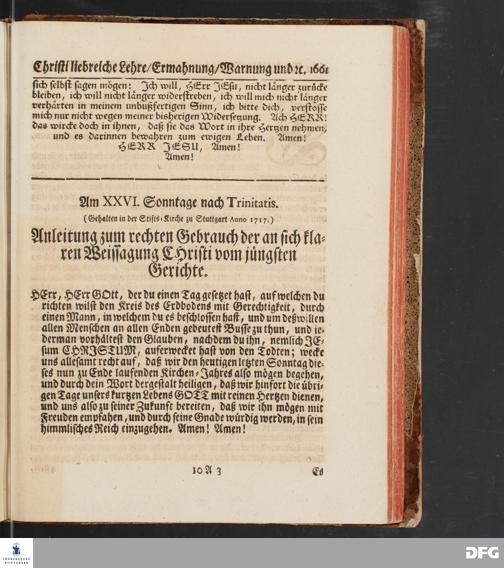 Christi liebreiche Lehre/Ermahnung/Warnung und ꝛc. 1661
sich selbst sagen mögen: Ich will, HErr JEsu, nicht länger zurücke
bleiben, ich will nicht länger widerstreben, ich will mich nicht länger
verhärten in meinem unbußfertigen Sinn, ich bitte dich, verstosse
mich nur nicht wegen meiner bisherigen Widersetzung. Ach HERR!
das wircke doch in ihnen, daß sie das Wort in ihre Hertzen nehmen,
und es darinnen bewahren zum ewigen Leben. Amen!
HERR JESU, Amen!
Amen!
Am XXVI. Sonntage nach Trinitatis.
(Gehalten in der Stifts-Kirche zu Stuttgart Anno 1717.)
Anleitung zum rechten Gebrauch der an sich kla-
ren Weissagung CHristi vom jüngsten
Gerichte.
HErr, HErr GOtt, der du einen Tag gesetzet hast, auf welchen du
richten wilst den Kreis des Erdbodens mit Gerechtigkeit, durch
einen Mann, in welchem du es beschlossen hast, und um deßwillen
allen Menschen an allen Enden gebeutest Busse zu thun, und ie-
derman vorhältest den Glauben, nachdem du ihn, nemlich JE-
sum CHRISTUM, auferwecket hast von den Todten; wecke
uns allesamt recht auf, daß wir den heutigen letzten Sonntag die-
ses nun zu Ende laufenden Kirchen-Jahres also mögen begehen,
und durch dein Wort dergestalt heiligen, daß wir hinfort die übri-
gen Tage unsers kurtzen Lebens GOTT mit reinen Hertzen dienen,
und uns also zu seiner Zukunft bereiten, daß wir ihn mögen mit
Freuden empfahen, und durch seine Gnade würdig werden, in sein
himmlisches Reich einzugehen. Amen! Amen!
10 A 3 Es
FRANCKESCHE
STIFTUNGEN
DFG